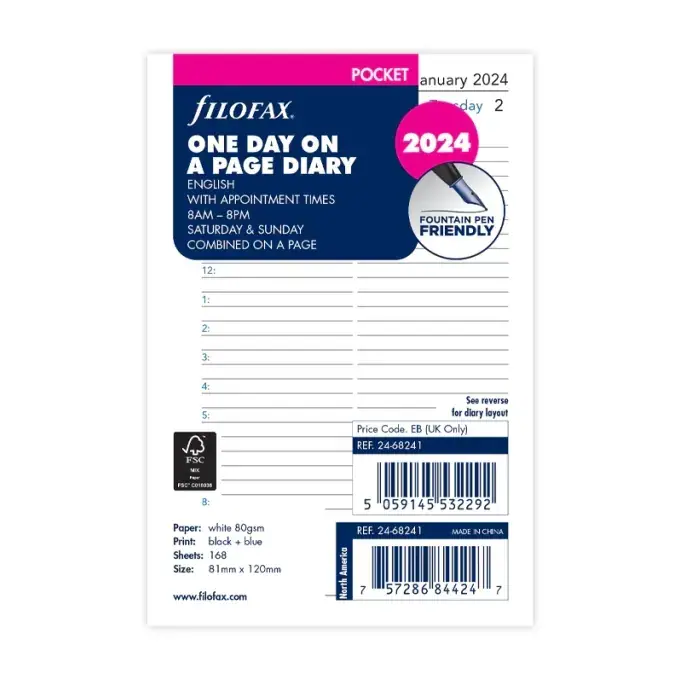 POCKET
anuary 2024
fILOFAX®
sday 2
ONE DAY ON
A PAGE DIARY
2024
ENGLISH
WITH APPOINTMENT TIMES
8AM – 8PM
SATURDAY & SUNDAY
COMBINED ON A PAGE
FOUNTAIN PEN
FRIENDLY
12:
1:
2:
3:
4:
5:
See reverse
for diary layout
Price Code. EB (UK Only)
REF. 24-68241
FSC
MIX
Paper
8:
5 059145 532292
Paper: white 80gsm
Print: black + blue
Sheets: 168
Size: 81mm x 120mm
www.filofax.com
REF. 24-68241 MADE IN CHINA
North America
7 57286 84424 7